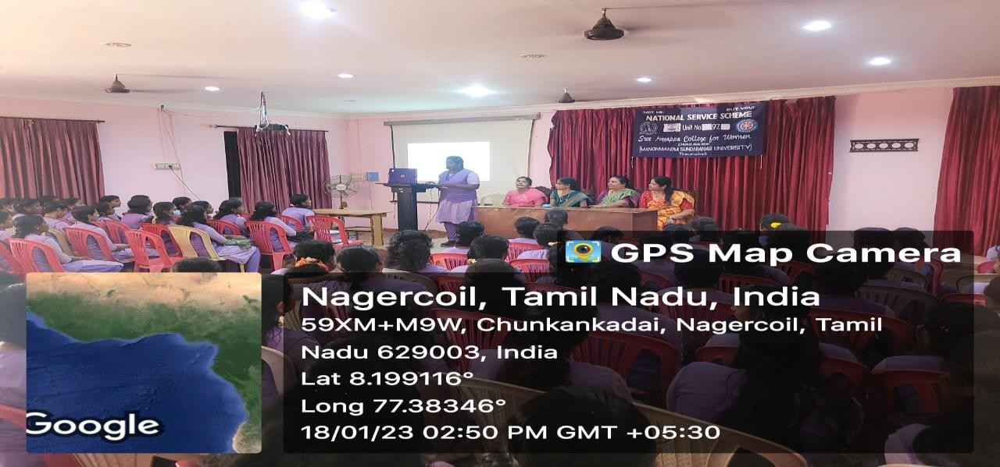 NOT ME: BUT YOU!
NATIONAL SERVICE SCHEME
Unit No 97
Sree Ayyappa College for Women
CHUNKANKADAI
(MANONMANIAM SUNDARANAR UNIVERSITY)
Tirunelveli
GPS Map Camera
Nagercoil, Tamil Nadu, India
59XM+M9W, Chunkankadai, Nagercoil, Tamil
Nadu 629003, India
Lat 8.199116°
Long 77.38346°
18/01/23 02:50 PM GMT +05:30
Google